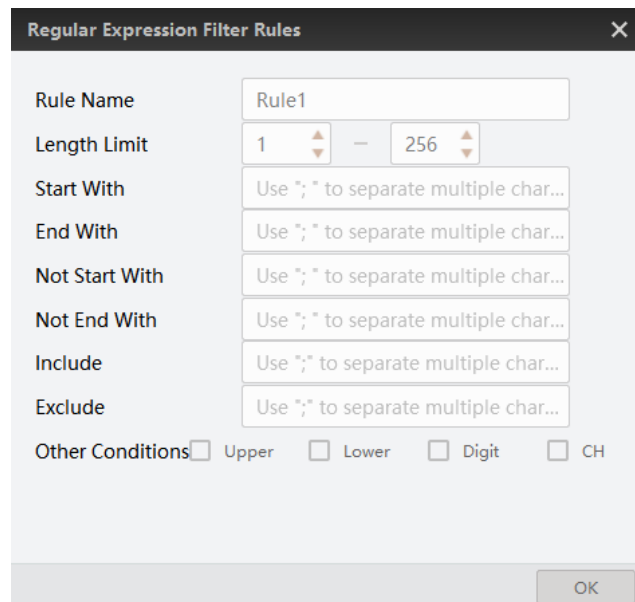 Regular Expression Filter Rules
Rule Name Rule1
Length Limit 1 – 256
Start With Use "; " to separate multiple char...
End With Use "; " to separate multiple char...
Not Start With Use "; " to separate multiple char...
Not End With Use "; " to separate multiple char...
Include Use ";" to separate multiple char...
Exclude Use ";" to separate multiple char...
Other Conditions Upper Lower Digit CH
OK